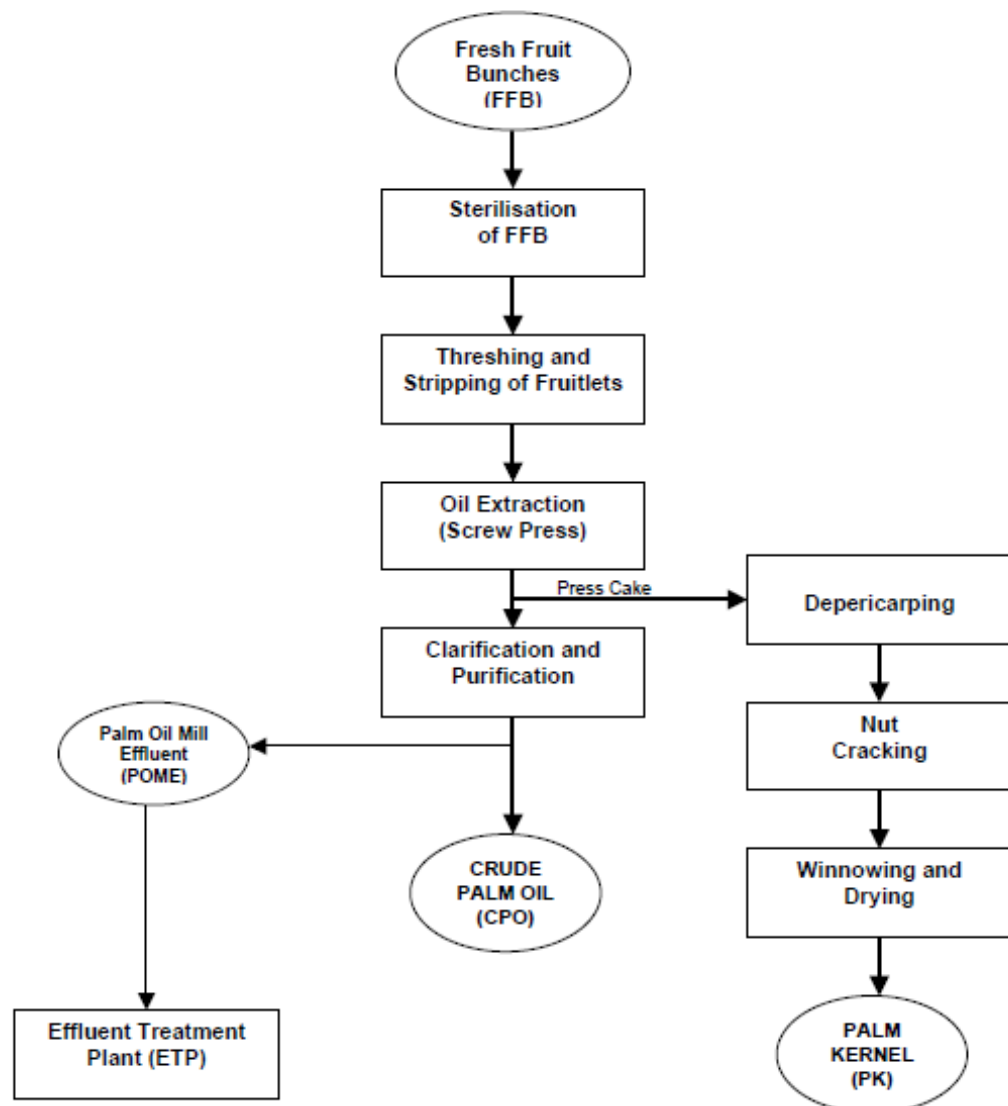 Fresh Fruit
Bunches
(FFB)
Sterilisation
of FFB
Threshing and
Stripping of Fruitlets
Oil Extraction
(Screw Press)
Press Cake
Depericarping
Clarification and
Purification
Nut
Cracking
Palm Oil Mill
Effluent
(POME)
CRUDE
PALM OIL
(CPO)
Winnowing and
Drying
Effluent Treatment
Plant (ETP)
PALM
KERNEL
(PK)